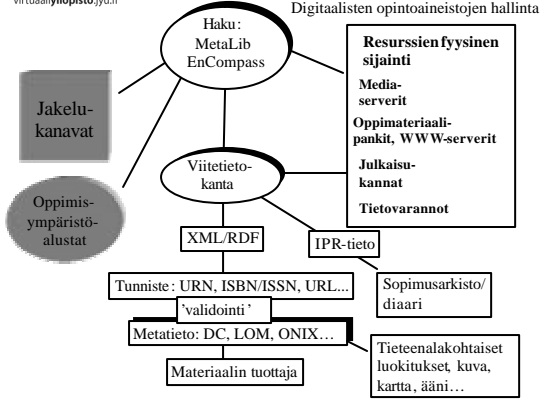 virtuaaliyliopisto.jyu.fi
Digitaalisten opintoaineistojen hallinta
Haku:
MetaLib
EnCompass
Resurssien fyysinen
sijainti
Media-
serverit
Oppimateriaali-
pankit, WWW-serverit
Julkaisu-
kannat
Tietovarannot
Jakelu-
kanavat
Viitetieto-
kanta
Oppimis-
ympäristö-
alustat
XML/RDF
IPR-tieto
Tunniste: URN, ISBN/ISSN, URL...
Sopimusarkisto/
diaari
'validointi'
Metatieto: DC, LOM, ONIX…
Tieteenalakohtaiset
luokitukset, kuva,
kartta, ääni…
Materiaalin tuottaja